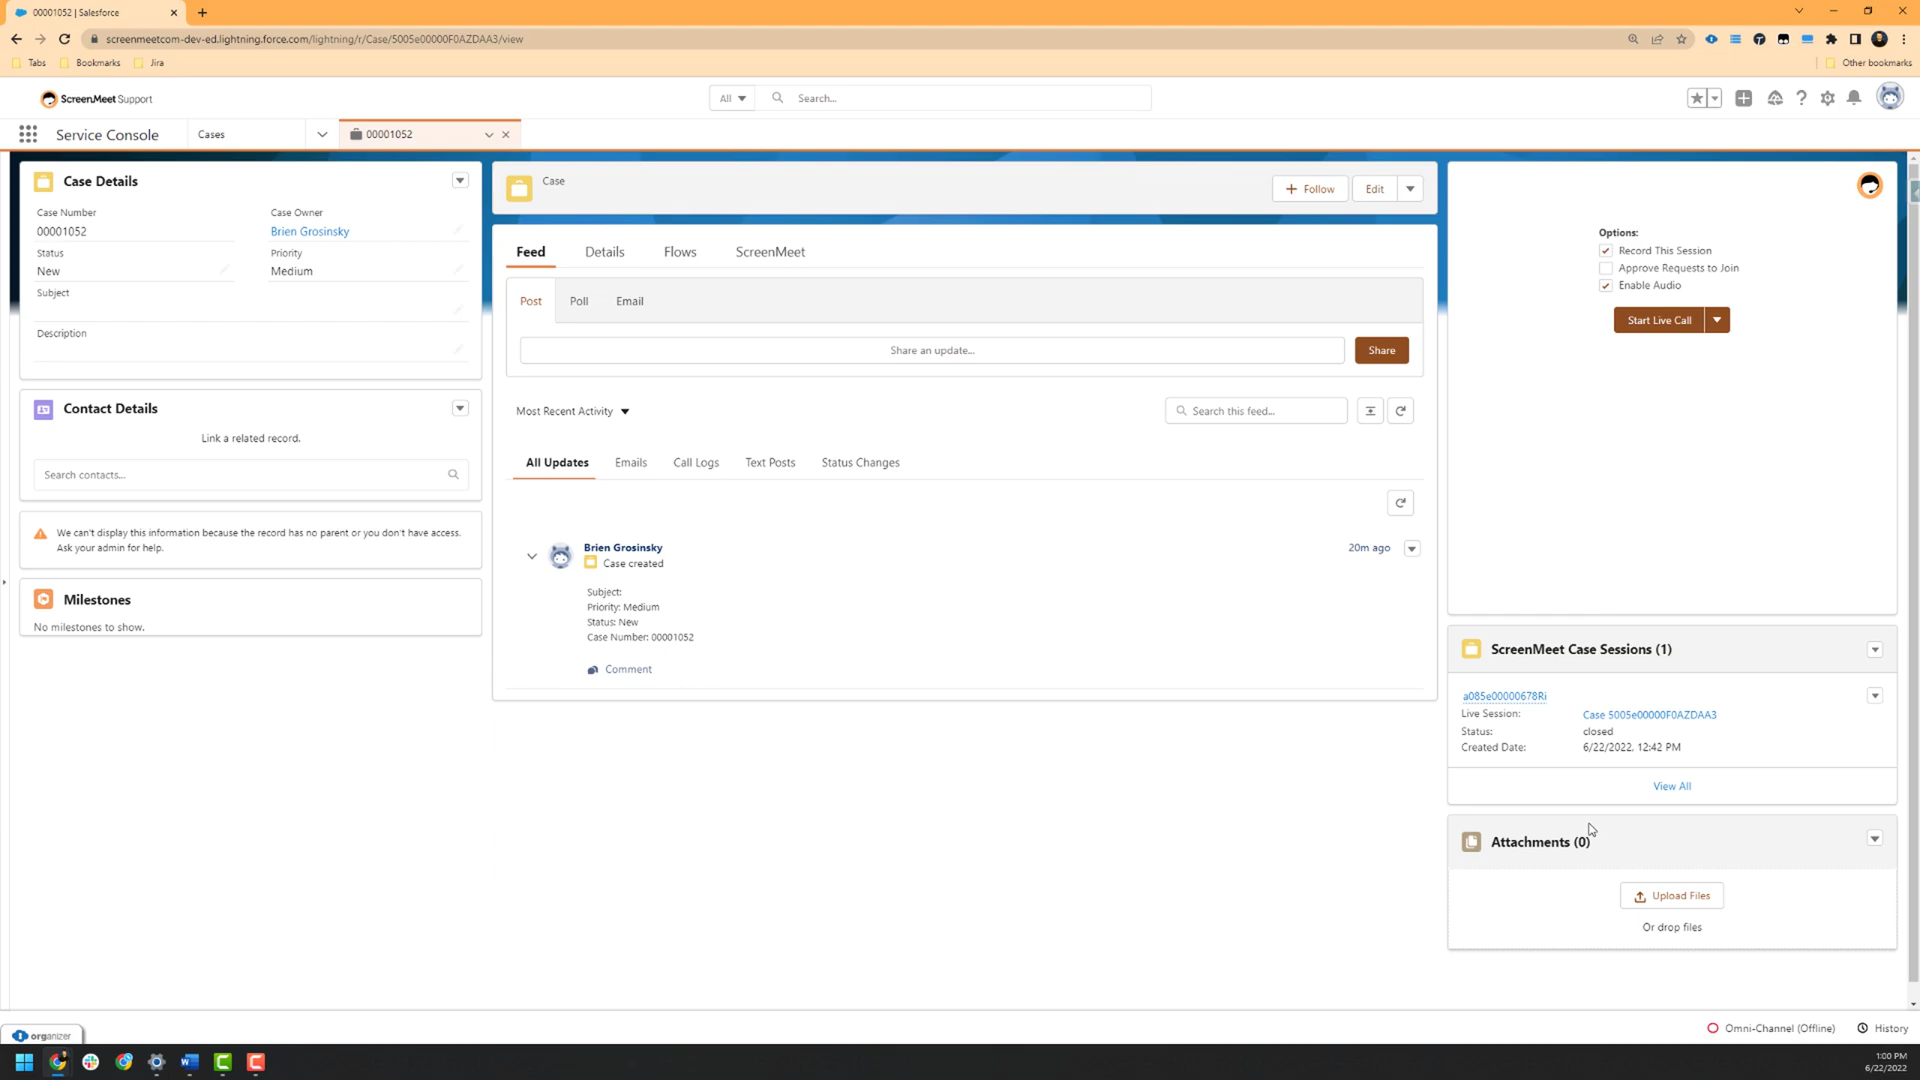 00001052 | Salesforce
screenmeetcom-dev-ed.lightning.force.com/lightning/r/Case/5005e00000F0AZDAA3/view
Tabs
Bookmarks
Jira
Other bookmarks
ScreenMeet Support
All
Search...
Service Console
Cases
00001052
Case Details
Case Number
00001052
Case Owner
Brien Grosinsky
Status
New
Priority
Medium
Subject
Description
Contact Details
Link a related record.
Search contacts...
We can't display this information because the record has no parent or you don't have access.
Ask your admin for help.
Milestones
No milestones to show.
Case
Follow
Edit
Feed
Details
Flows
ScreenMeet
Post
Poll
Email
Share an update...
Share
Most Recent Activity
Search this feed...
All Updates
Emails
Call Logs
Text Posts
Status Changes
Brien Grosinsky
Case created
20m ago
Subject:
Priority: Medium
Status: New
Case Number: 00001052
Comment
Options:
Record This Session
Approve Requests to Join
Enable Audio
Start Live Call
ScreenMeet Case Sessions (1)
a085e00000678Ri
Live Session:
Case 5005e00000F0AZDAA3
Status:
closed
Created Date:
6/22/2022, 12:42 PM
View All
Attachments (0)
Upload Files
Or drop files
organizer
Omni-Channel (Offline)
History
1:00 PM
6/22/2022